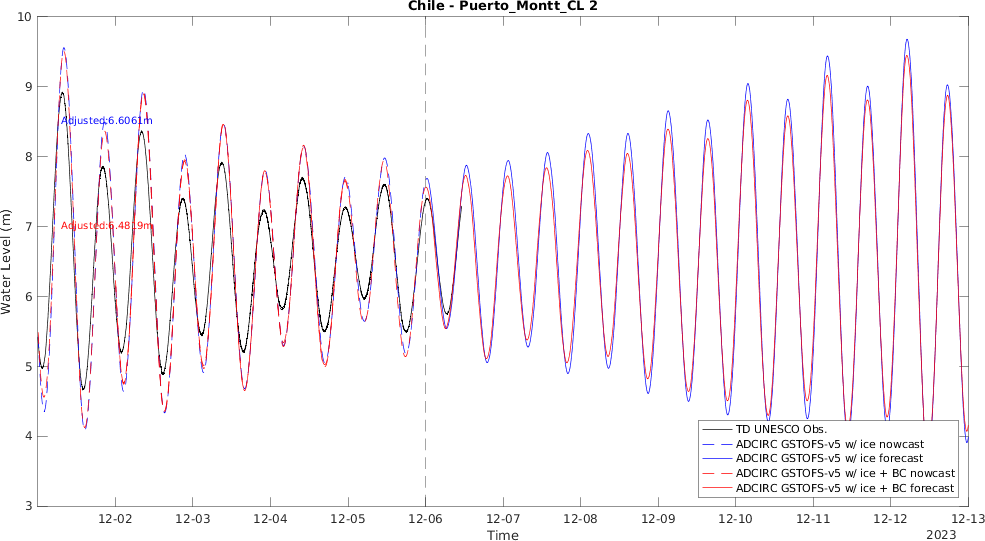 Chile - Puerto_Montt_CL 2
10
9
8
7
6
5
4
3
Water Level (m)
Adjusted:6.6061m
Adjusted:6.4819m
TD UNESCO Obs.
ADCIRC GSTOFS-v5 w/ ice nowcast
ADCIRC GSTOFS-v5 w/ ice forecast
ADCIRC GSTOFS-v5 w/ ice + BC nowcast
ADCIRC GSTOFS-v5 w/ ice + BC forecast
12-02 12-03 12-04 12-05 12-06 12-07 12-08 12-09 12-10 12-11 12-12 12-13
Time
2023